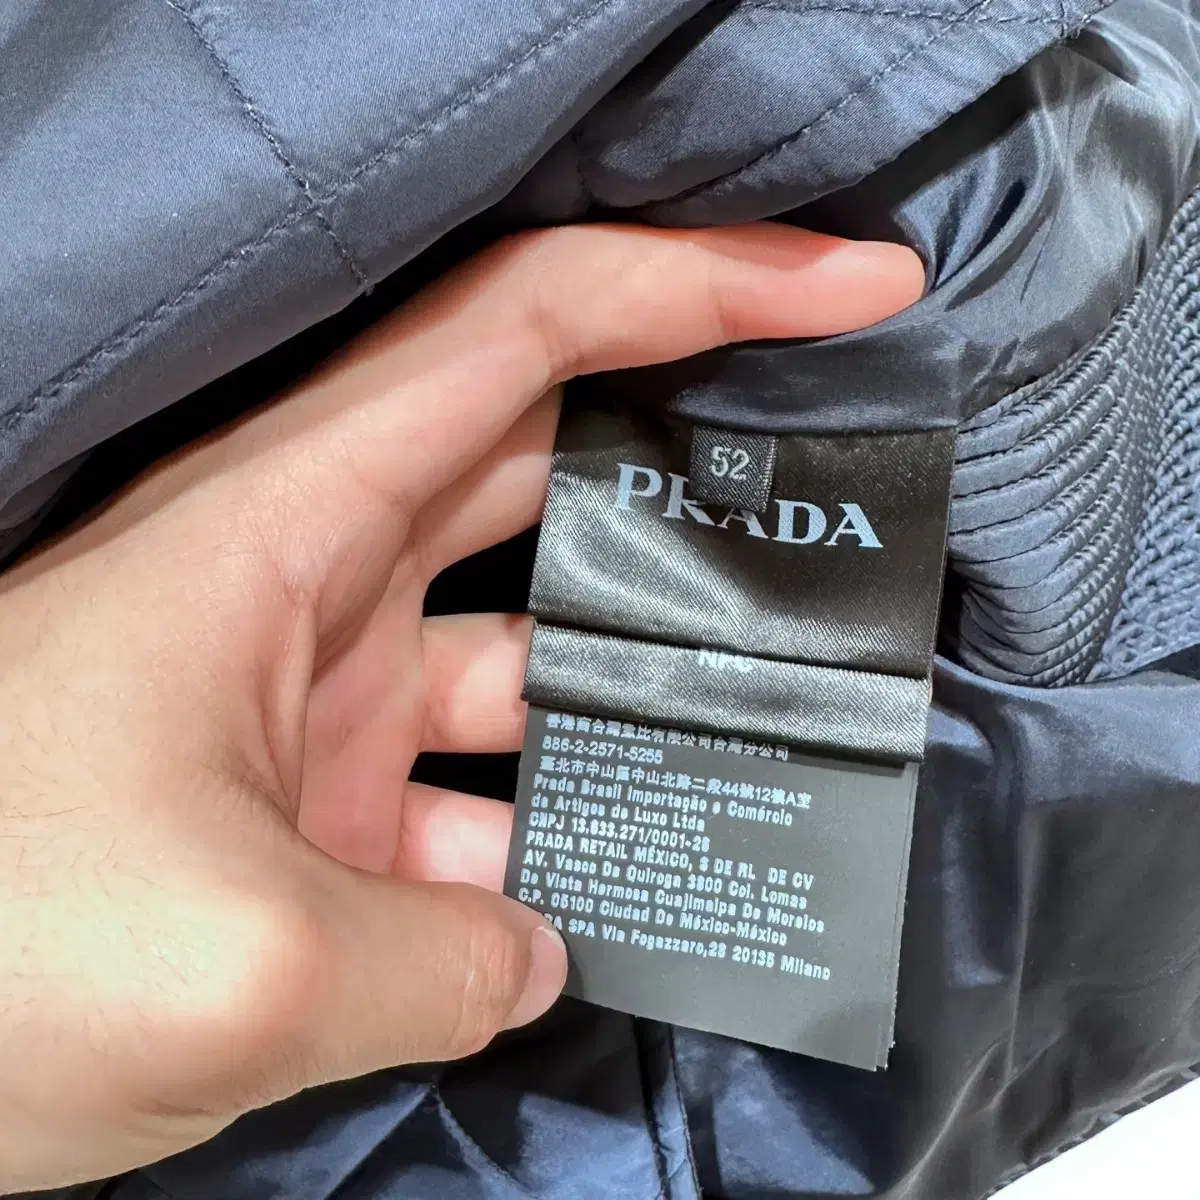 52
PRADA
香港商台灣普比有限公司台灣分公司
886-2-2571-5255
臺北市中山區中山北路二段44號12樓A室
Prada Brasil Importação e Comércio
de Artigos de Luxo Ltda
CNPJ 13.833.271/0001-28
PRADA RETAIL MÉXICO, S DE RL DE CV
AV. Vasco De Quiroga 3800 Col. Lomas
De Vista Hermosa Cuajimalpa De Morelos
C.P. 05100 Ciudad De México-México
SPA Via Fogazzaro,28 20135 Milano